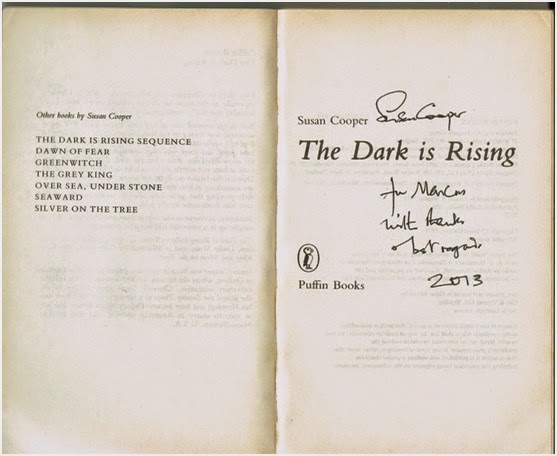 Other books by Susan Cooper
THE DARK IS RISING SEQUENCE
DAWN OF FEAR
GREENWITCH
THE GREY KING
OVER SEA, UNDER STONE
SEAWARD
SILVER ON THE TREE
Susan Cooper Susan Cooper
The Dark is Rising
for Marcus
with thanks
& best regards
2013
Puffin Books